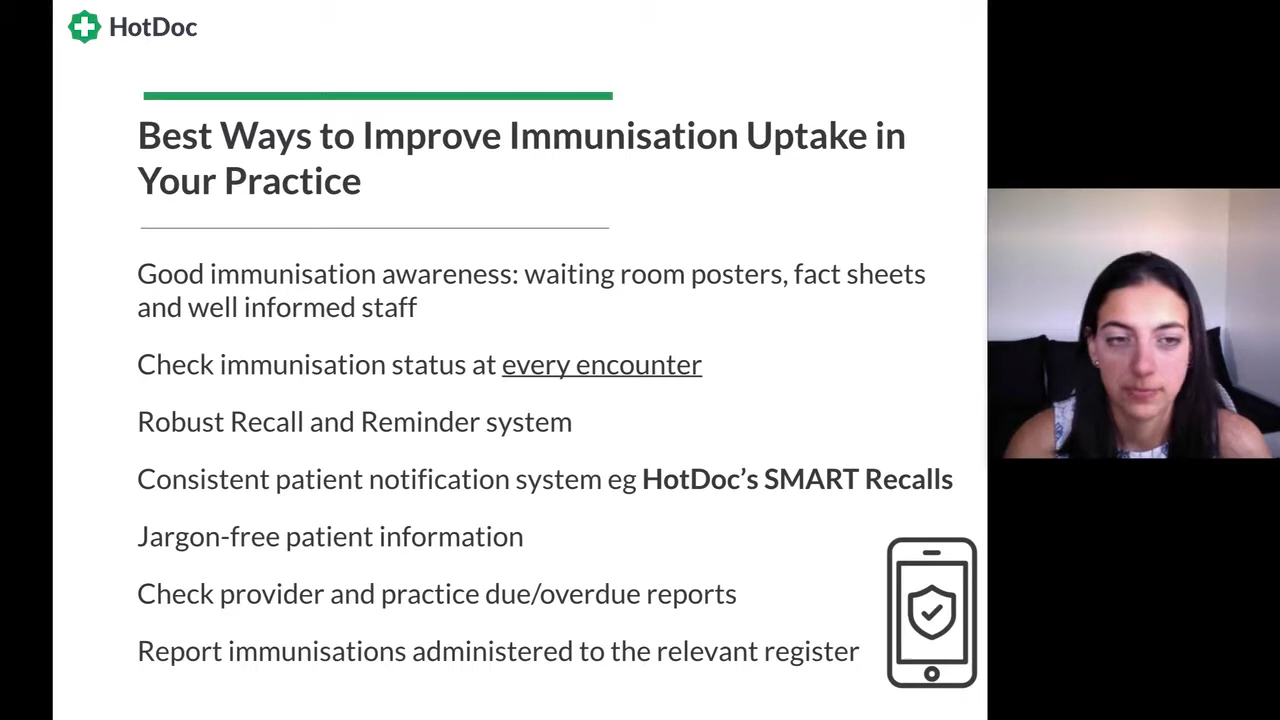 HotDoc
Best Ways to Improve Immunisation Uptake in
Your Practice
Good immunisation awareness: waiting room posters, fact sheets
and well informed staff
Check immunisation status at every encounter
Robust Recall and Reminder system
Consistent patient notification system eg HotDoc’s SMART Recalls
Jargon-free patient information
Check provider and practice due/overdue reports
Report immunisations administered to the relevant register